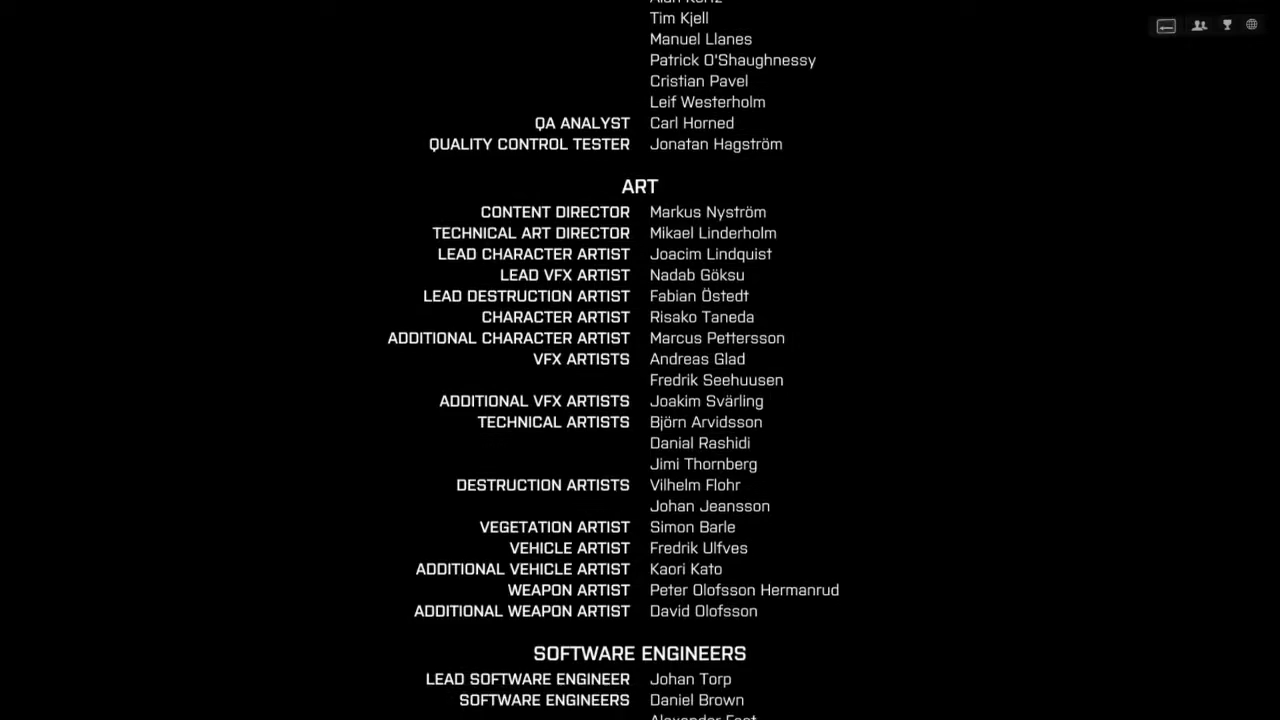 Tim Kjell
Manuel Llanes
Patrick O'Shaughnessy
Cristian Pavel
Leif Westerholm
QA ANALYST Carl Horned
QUALITY CONTROL TESTER Jonatan Hagström
ART
CONTENT DIRECTOR Markus Nyström
TECHNICAL ART DIRECTOR Mikael Linderholm
LEAD CHARACTER ARTIST Joacim Lindquist
LEAD VFX ARTIST Nadab Göksu
LEAD DESTRUCTION ARTIST Fabian Östedt
CHARACTER ARTIST Risako Taneda
ADDITIONAL CHARACTER ARTIST Marcus Pettersson
VFX ARTISTS Andreas Glad
Fredrik Seehuusen
ADDITIONAL VFX ARTISTS Joakim Svärling
TECHNICAL ARTISTS Björn Arvidsson
Danial Rashidi
Jimi Thornberg
DESTRUCTION ARTISTS Vilhelm Flohr
Johan Jeansson
VEGETATION ARTIST Simon Barle
VEHICLE ARTIST Fredrik Ulfves
ADDITIONAL VEHICLE ARTIST Kaori Kato
WEAPON ARTIST Peter Olofsson Hermanrud
ADDITIONAL WEAPON ARTIST David Olofsson
SOFTWARE ENGINEERS
LEAD SOFTWARE ENGINEER Johan Torp
SOFTWARE ENGINEERS Daniel Brown